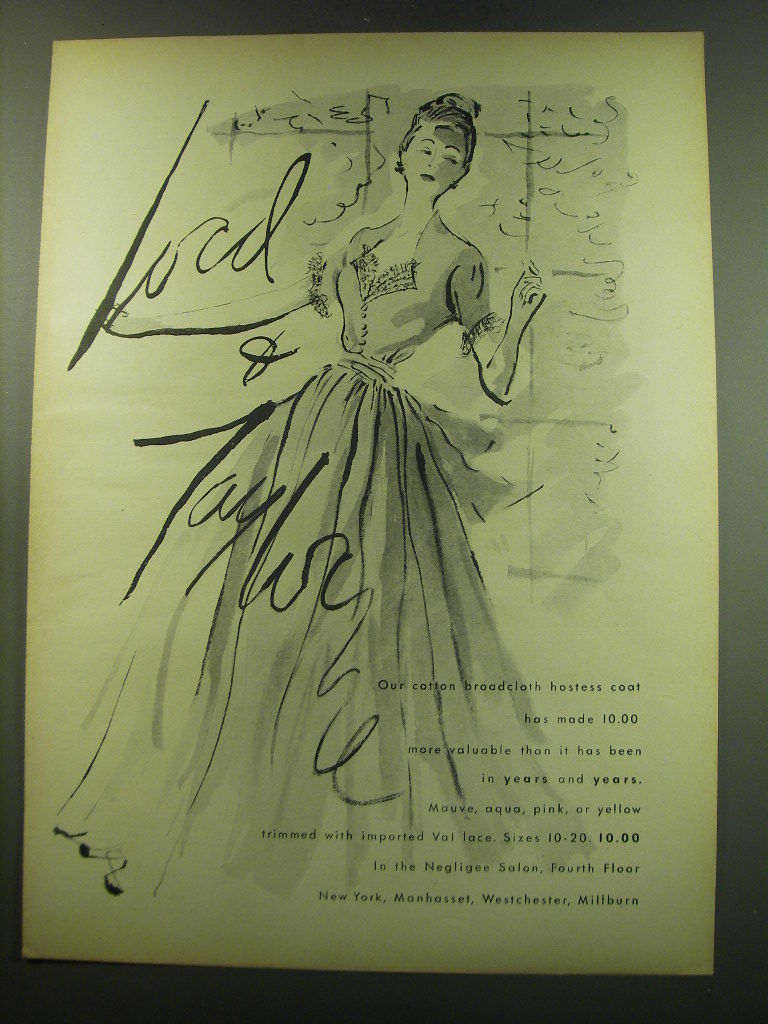 Lord
&
Taylor
Our cotton broadcloth hostess coat
has made 10.00
more valuable than it has been
in years and years.
Mauve, aqua, pink, or yellow
trimmed with imported Val lace. Sizes 10-20. 10.00
In the Negligee Salon, Fourth Floor
New York, Manhasset, Westchester, Millburn